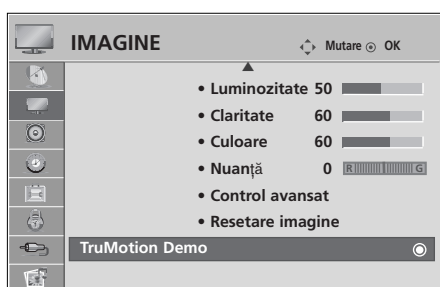 IMAGINE Mutare OK
• Luminozitate 50
• Claritate 60
• Culoare 60
• Nuanță 0 R G
• Control avansat
• Resetare imagine
TruMotion Demo